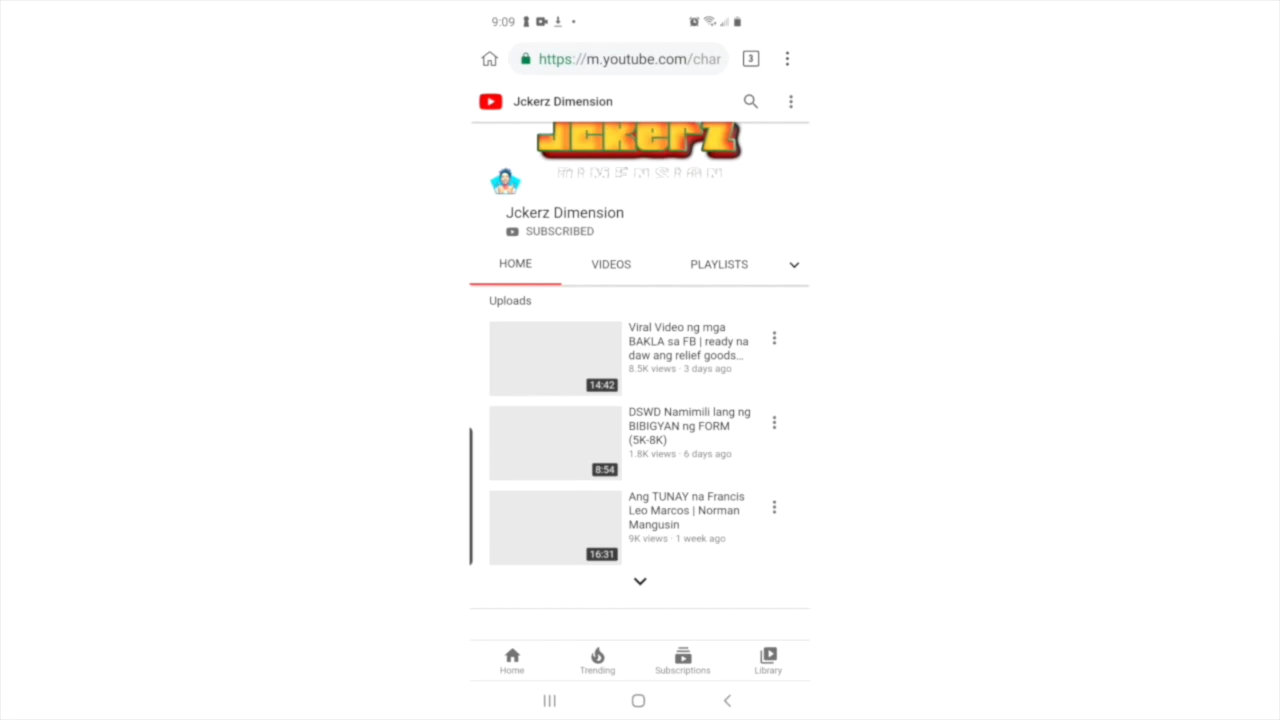 9:09
https://m.youtube.com/char
3
Jckerz Dimension
Jckerz
DIMENSION
Jckerz Dimension
SUBSCRIBED
HOME VIDEOS PLAYLISTS
Uploads
Viral Video ng mga
BAKLA sa FB | ready na
daw ang relief goods...
8.5K views · 3 days ago
14:42
DSWD Namimili lang ng
BIBIGYAN ng FORM
(5K-8K)
1.8K views · 6 days ago
8:54
Ang TUNAY na Francis
Leo Marcos | Norman
Mangusin
9K views · 1 week ago
16:31
Home Trending Subscriptions Library